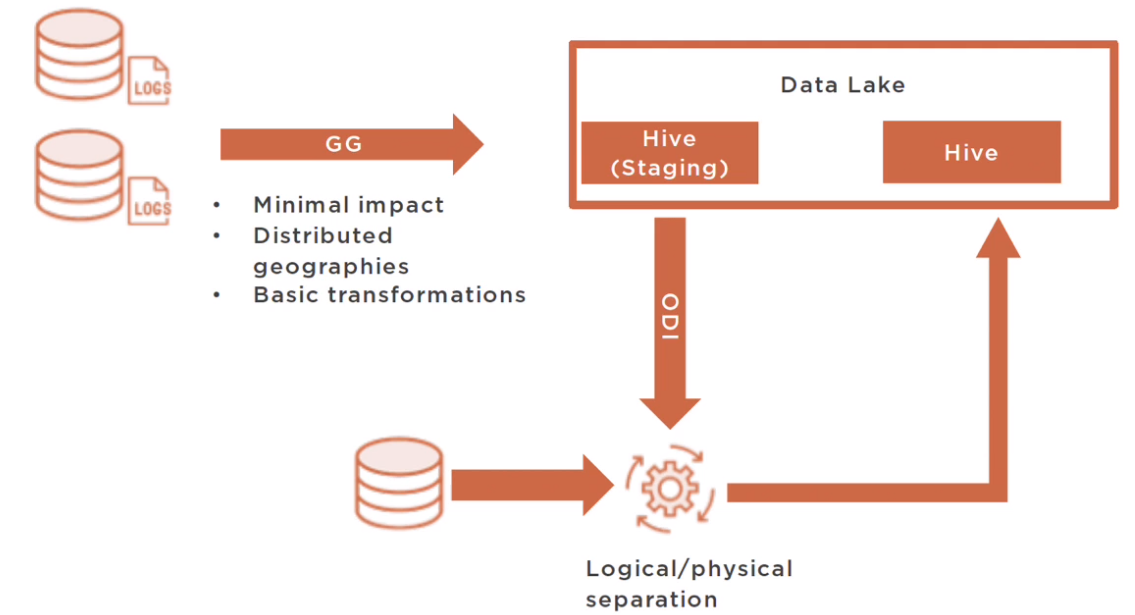 LOGS
LOGS
GG
• Minimal impact
• Distributed
geographies
• Basic transformations
Data Lake
Hive
(Staging)
Hive
ODI
Logical/physical
separation